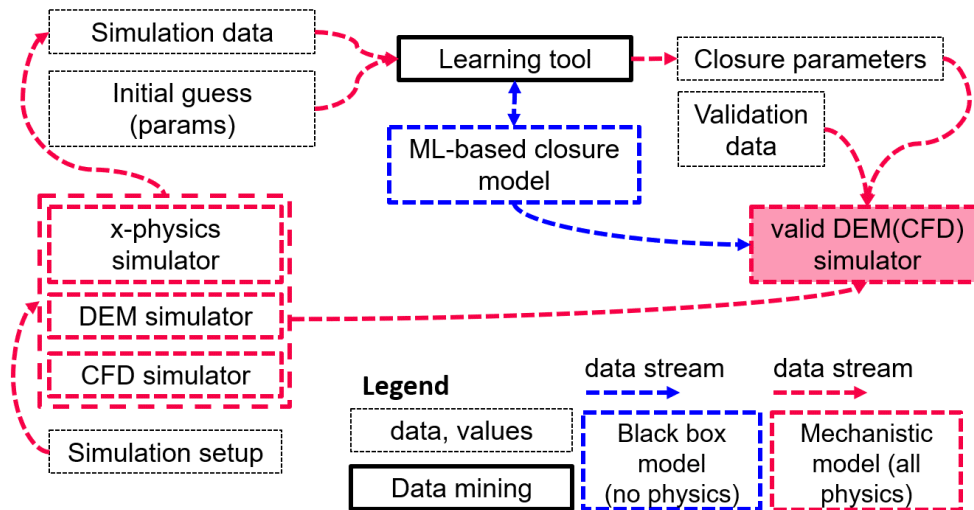 Simulation data
Initial guess
(params)
Learning tool
Closure parameters
Validation
data
ML-based closure
model
x-physics
simulator
DEM simulator
CFD simulator
Simulation setup
valid DEM(CFD)
simulator
Legend
data, values
Data mining
data stream
Black box
model
(no physics)
data stream
Mechanistic
model (all
physics)